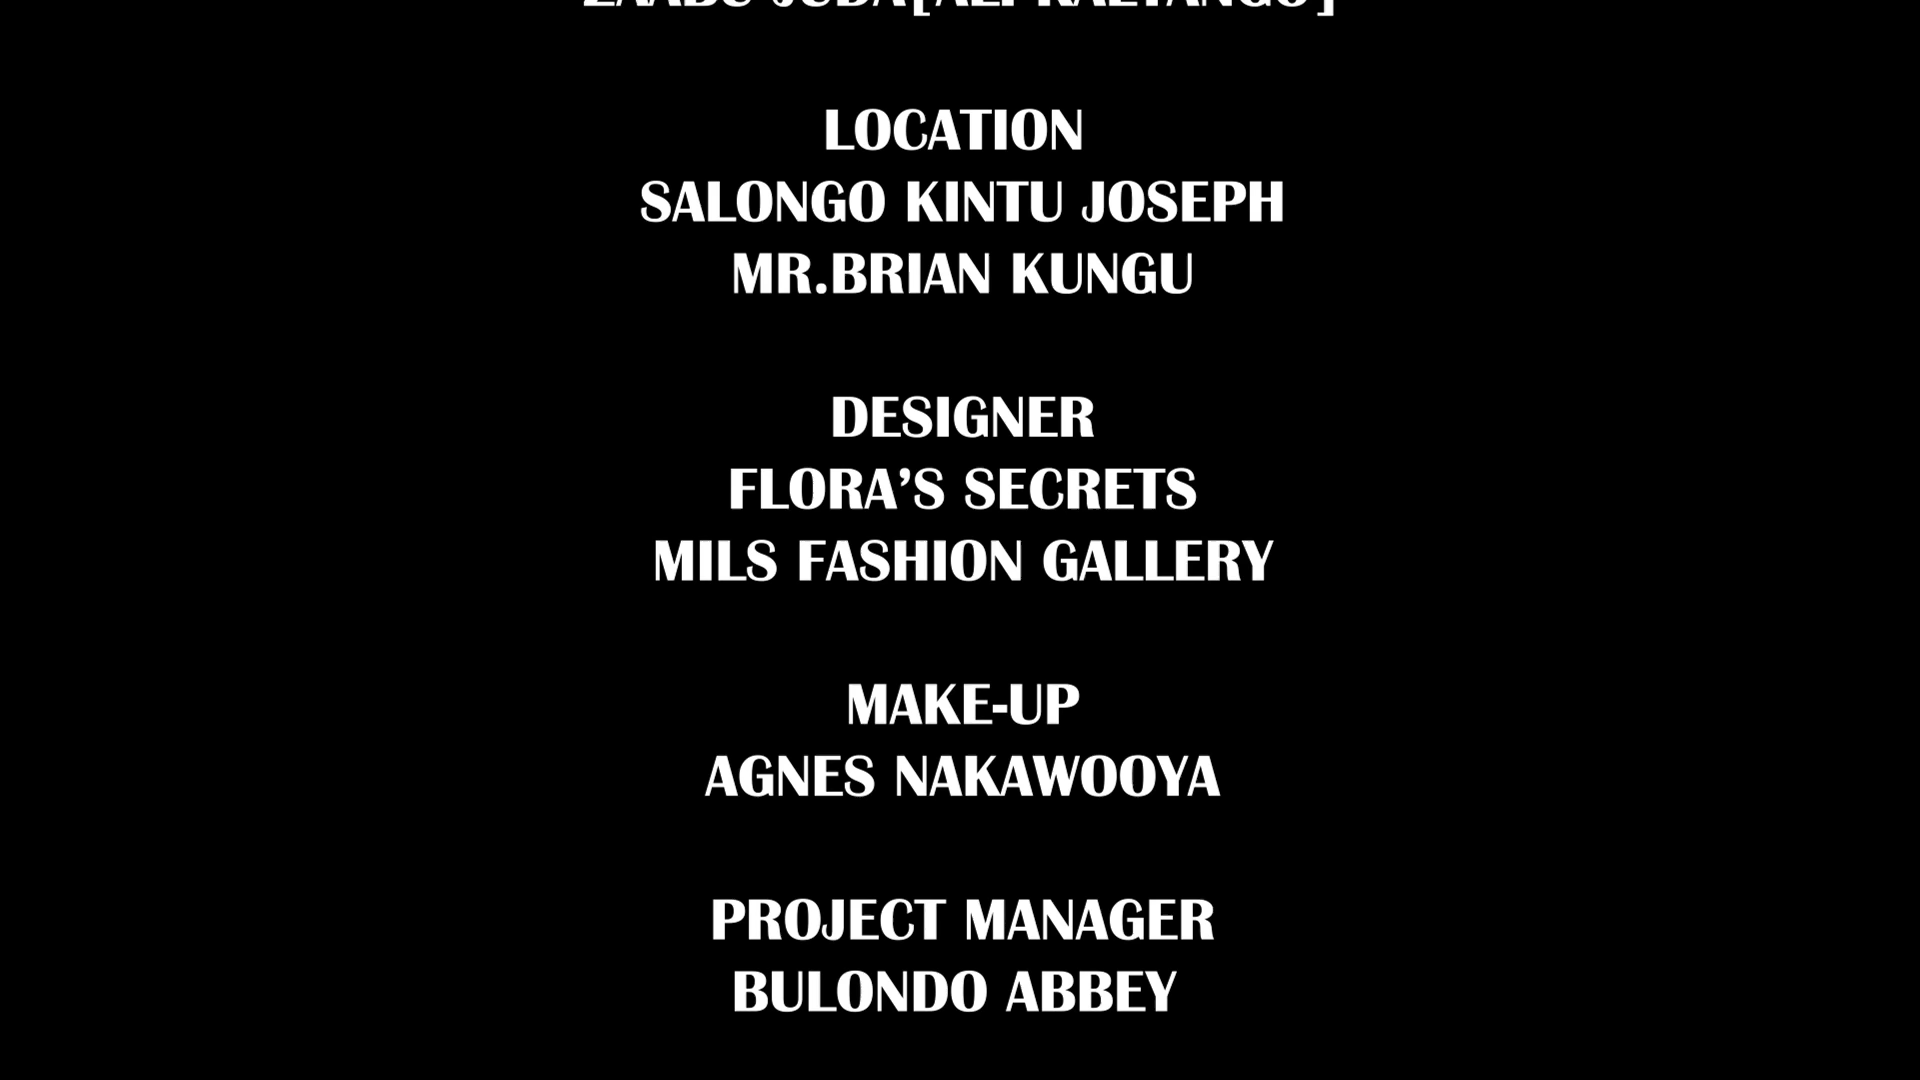 LOCATION
SALONGO KINTU JOSEPH
MR.BRIAN KUNGU
DESIGNER
FLORA’S SECRETS
MILS FASHION GALLERY
MAKE-UP
AGNES NAKAWOOYA
PROJECT MANAGER
BULONDO ABBEY